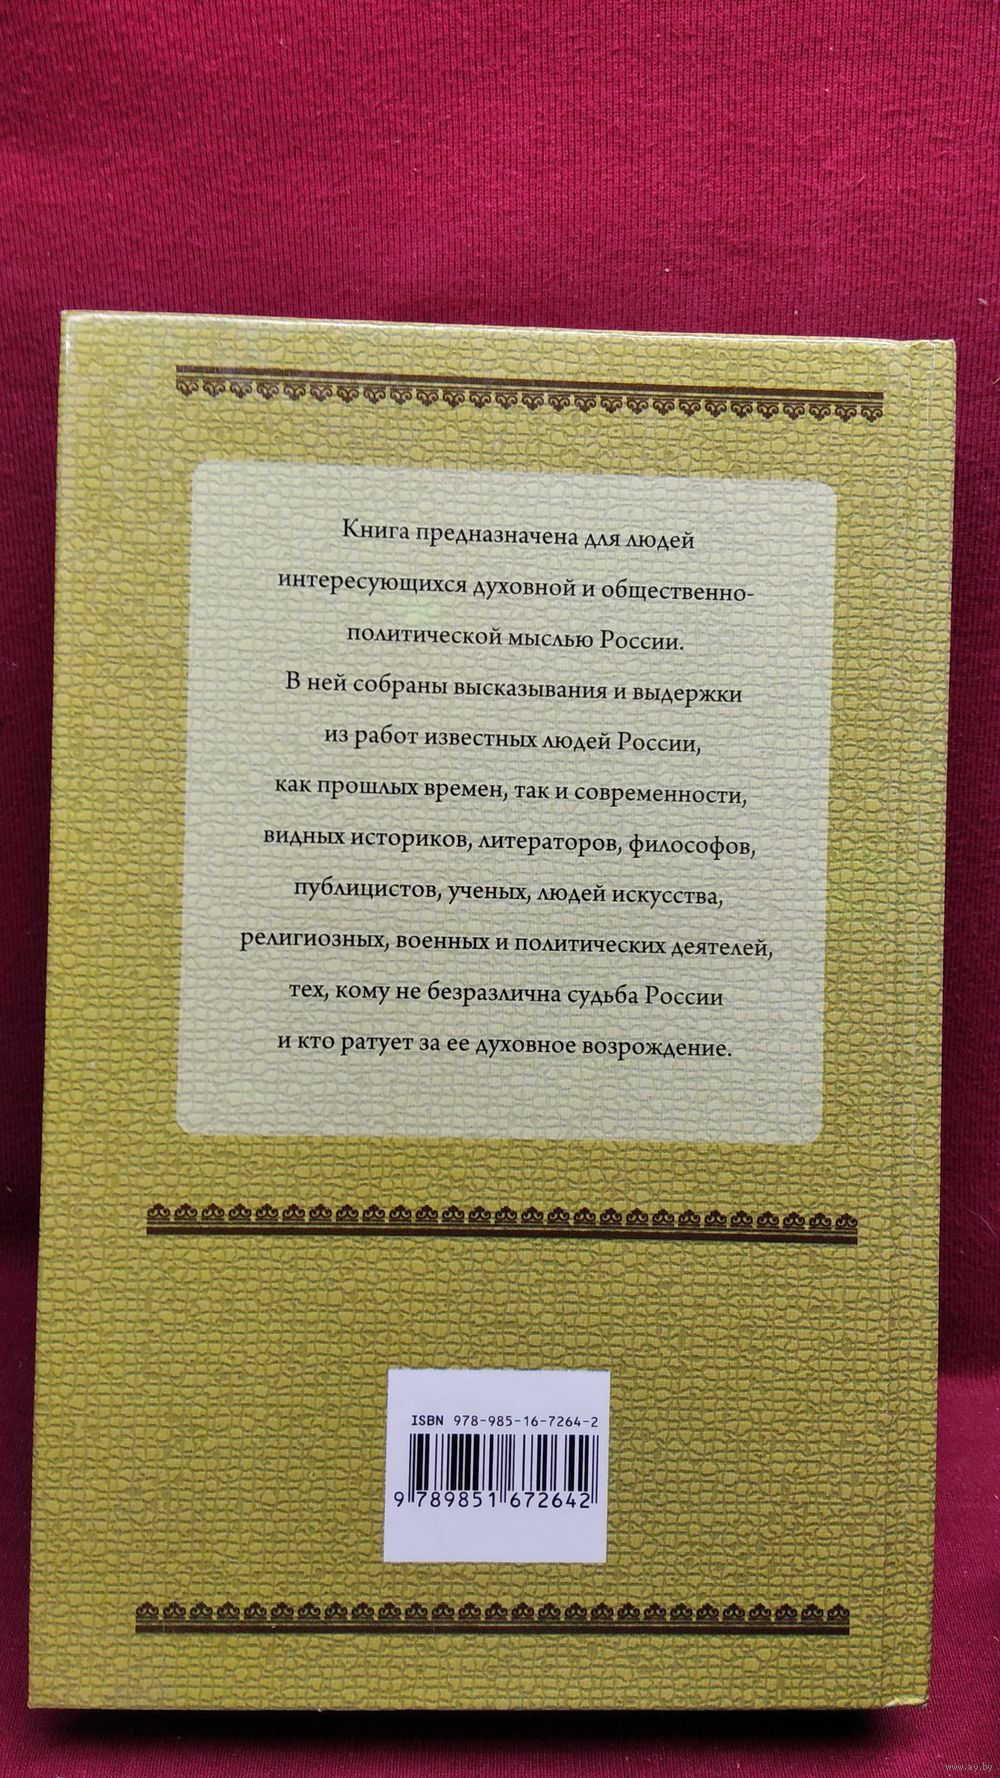 Книга предназначена для людей
интересующихся духовной и общественно-
политической мыслью России.
В ней собраны высказывания и выдержки
из работ известных людей России,
как прошлых времен, так и современности,
видных историков, литераторов, философов,
публицистов, ученых, людей искусства,
религиозных, военных и политических деятелей,
тех, кому не безразлична судьба России
и кто ратует за ее духовное возрождение.
ISBN 978-985-16-7264-2
9 789851 672642
www.ay.by